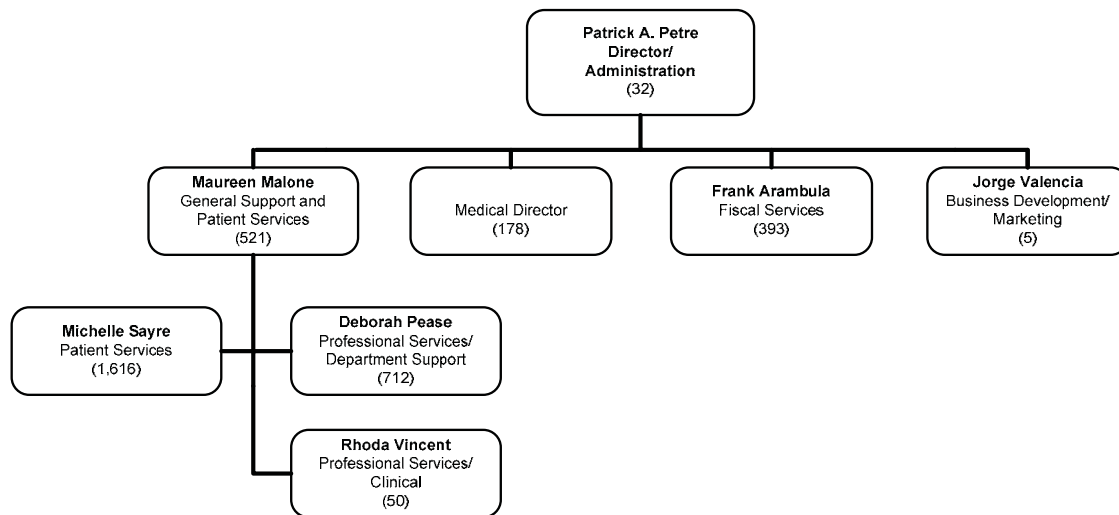 Patrick A. Petre
Director/
Administration
(32)
Maureen Malone
General Support and
Patient Services
(521)
Medical Director
(178)
Frank Arambula
Fiscal Services
(393)
Jorge Valencia
Business Development/
Marketing
(5)
Michelle Sayre
Patient Services
(1,616)
Deborah Pease
Professional Services/
Department Support
(712)
Rhoda Vincent
Professional Services/
Clinical
(50)